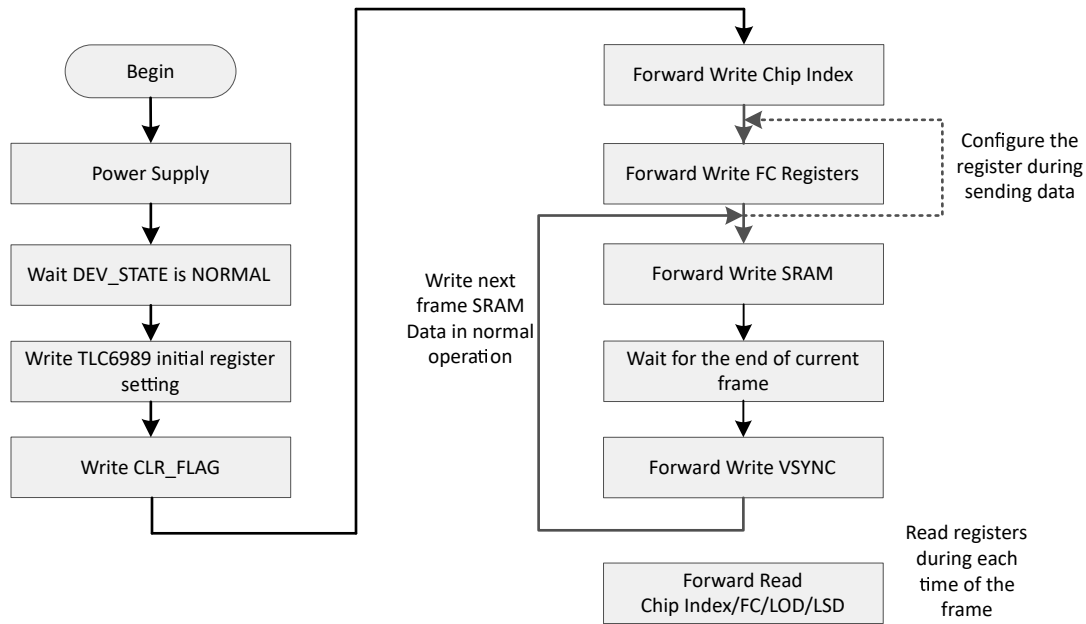 Begin
Power Supply
Wait DEV_STATE is NORMAL
Write TLC6989 initial register
setting
Write CLR_FLAG
Forward Write Chip Index
Configure the
register during
sending data
Forward Write FC Registers
Write next
frame SRAM
Data in normal
operation
Forward Write SRAM
Wait for the end of current
frame
Forward Write VSYNC
Read registers
during each
time of the
frame
Forward Read
Chip Index/FC/LOD/LSD